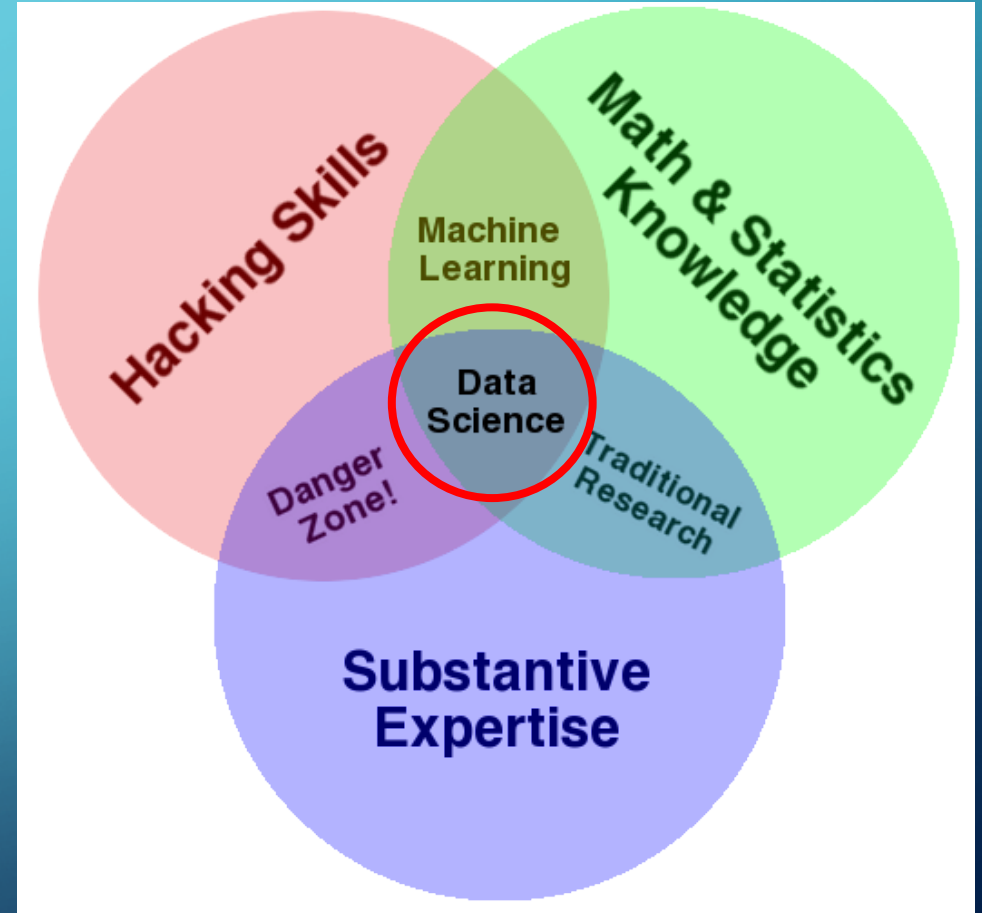 Hacking Skills
Math & Statistics
Knowledge
Machine
Learning
Data
Science
Danger
Zone!
Traditional
Research
Substantive
Expertise